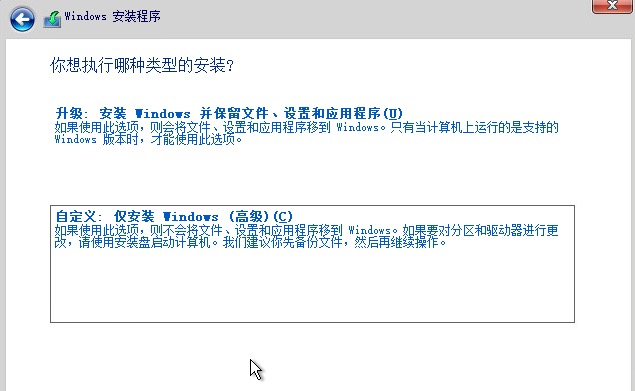 Windows 安装程序
你想执行哪种类型的安装?
升级: 安装 Windows 并保留文件、设置和应用程序(U)
如果使用此选项，则会将文件、设置和应用程序移到 Windows。只有当计算机上运行的是支持的
Windows 版本时，才能使用此选项。
自定义: 仅安装 Windows (高级)(C)
如果使用此选项，则不会将文件、设置和应用程序移到 Windows。如果要对分区和驱动器进行更
改，请使用安装盘启动计算机。我们建议你先备份文件，然后再继续操作。